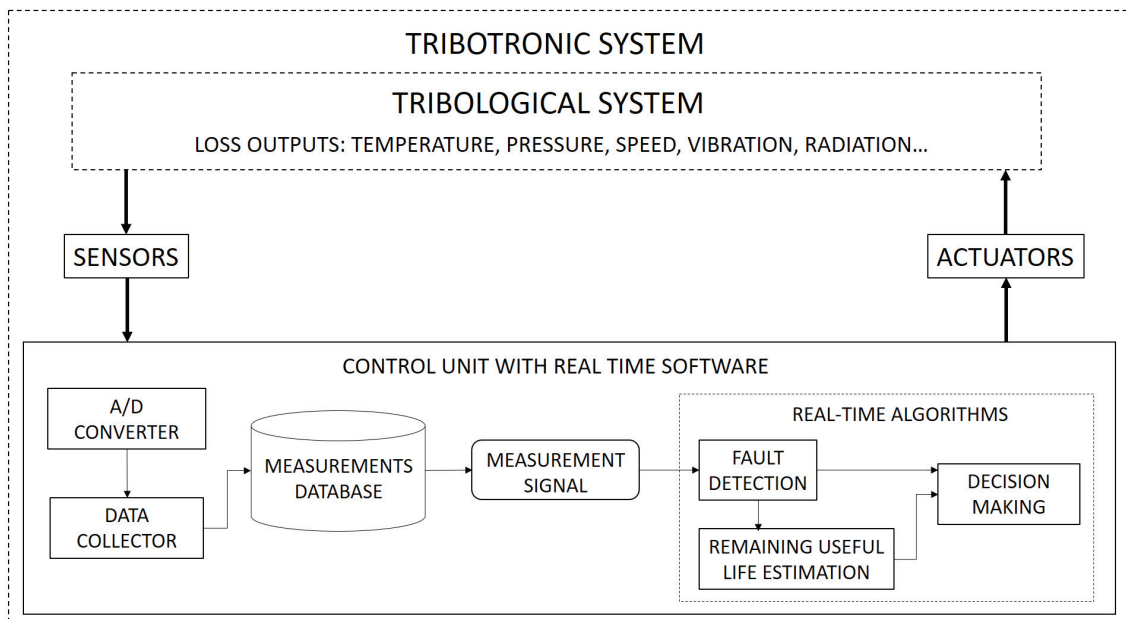 TRIBOTRONIC SYSTEM
TRIBOLOGICAL SYSTEM
LOSS OUTPUTS: TEMPERATURE, PRESSURE, SPEED, VIBRATION, RADIATION...
SENSORS
ACTUATORS
CONTROL UNIT WITH REAL TIME SOFTWARE
A/D
CONVERTER
DATA
COLLECTOR
MEASUREMENTS
DATABASE
MEASUREMENT
SIGNAL
REAL-TIME ALGORITHMS
FAULT
DETECTION
REMAINING USEFUL
LIFE ESTIMATION
DECISION
MAKING